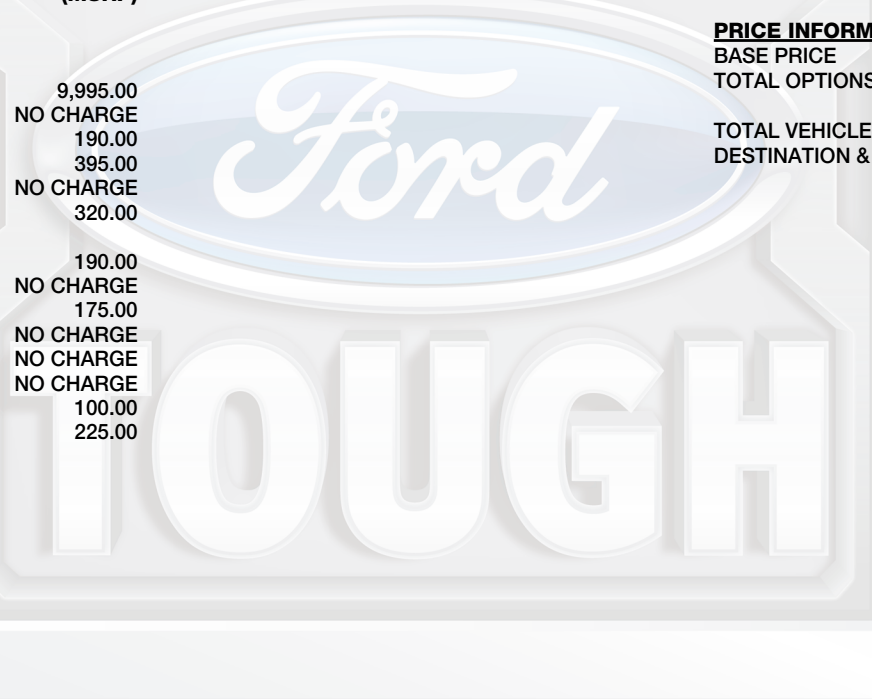 9,995.00
NO CHARGE
190.00
395.00
NO CHARGE
320.00
190.00
NO CHARGE
175.00
NO CHARGE
NO CHARGE
NO CHARGE
100.00
225.00
PRICE INFORM
BASE PRICE
TOTAL OPTIONS
TOTAL VEHICLE
DESTINATION &
Ford
TOUGH